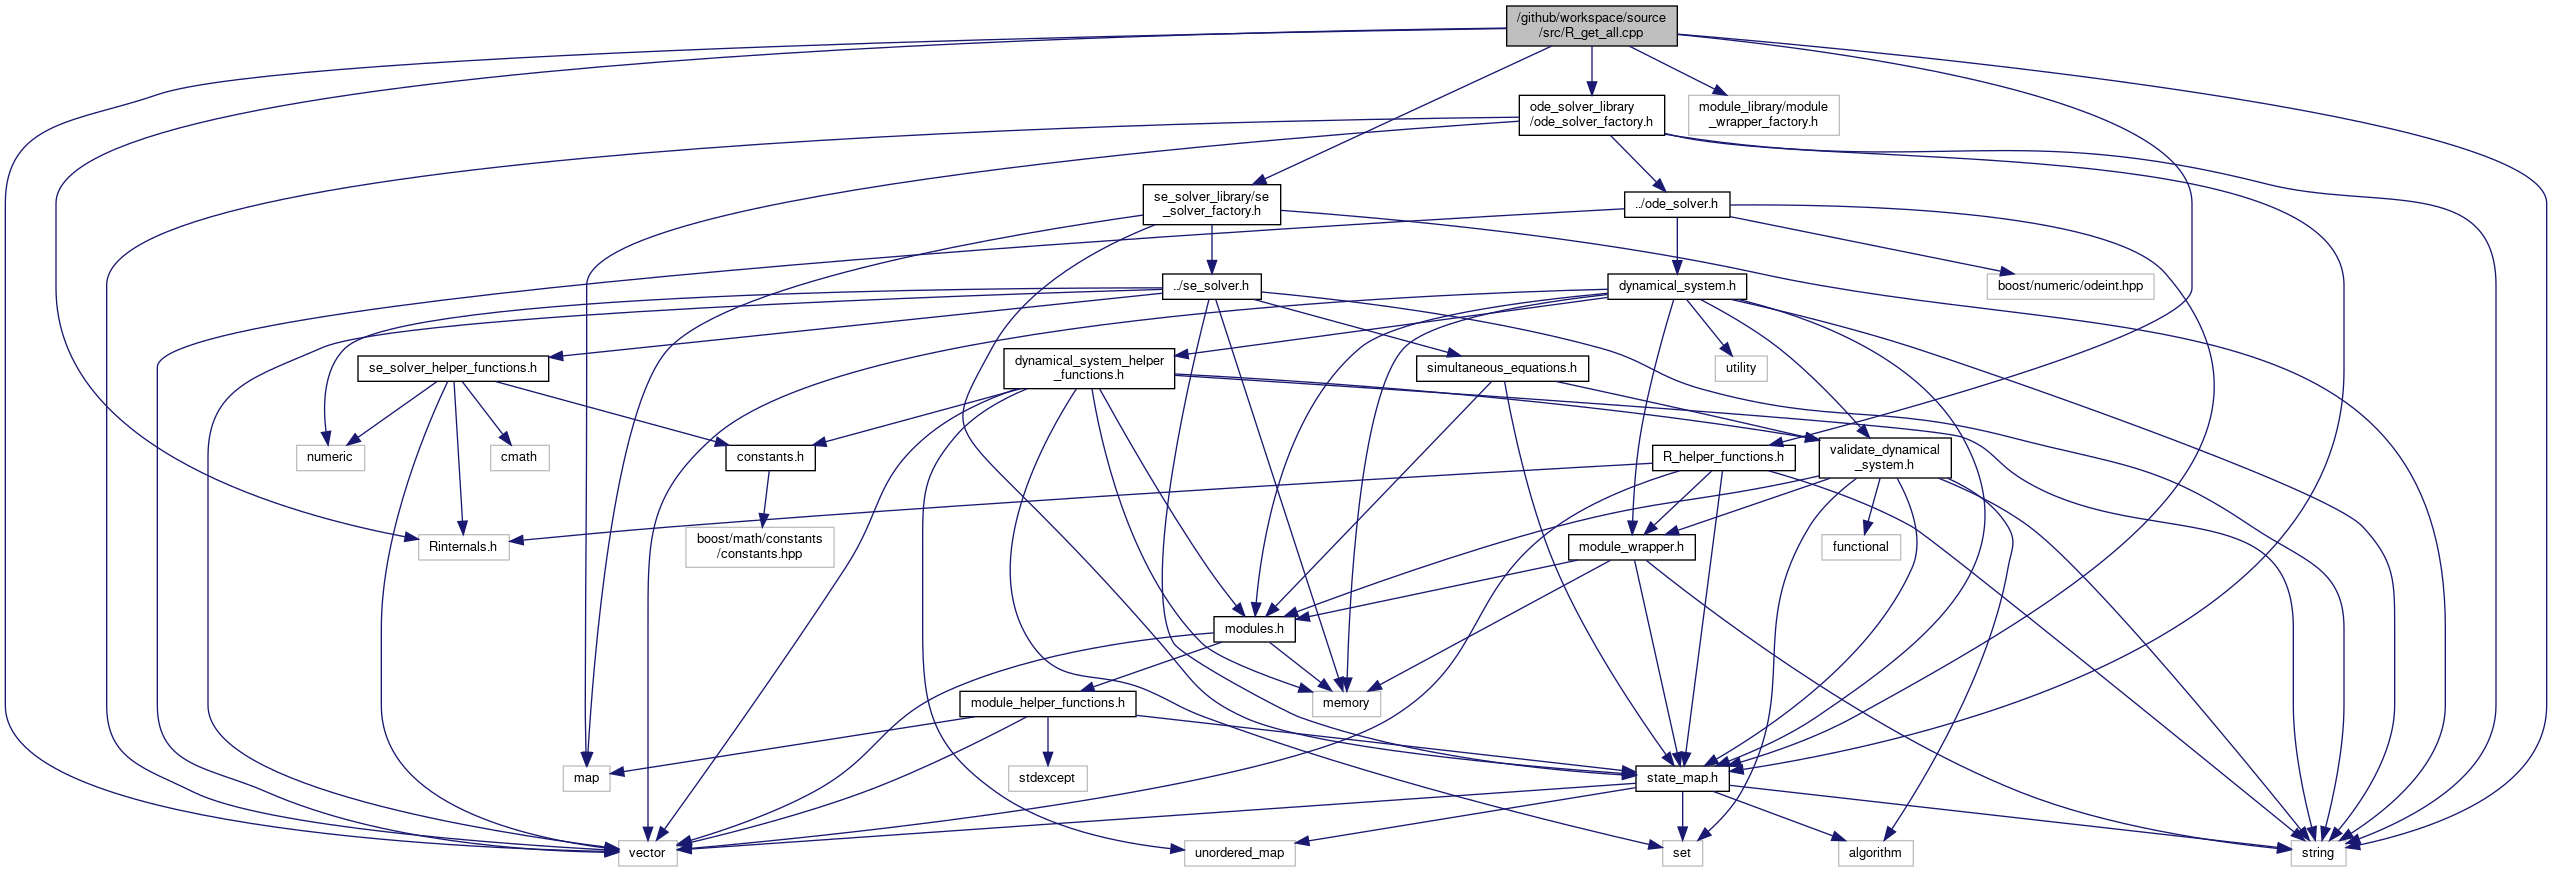 /github/workspace/source
/src/R_get_all.cpp
ode_solver_library
/ode_solver_factory.h
module_library/module
_wrapper_factory.h
se_solver_library/se
_solver_factory.h
../ode_solver.h
../se_solver.h
dynamical_system.h
boost/numeric/odeint.hpp
se_solver_helper_functions.h
dynamical_system_helper
_functions.h
simultaneous_equations.h
utility
numeric
cmath
constants.h
R_helper_functions.h
validate_dynamical
_system.h
Rinternals.h
boost/math/constants
/constants.hpp
module_wrapper.h
functional
modules.h
module_helper_functions.h
memory
map
stdexcept
state_map.h
vector
unordered_map
set
algorithm
string